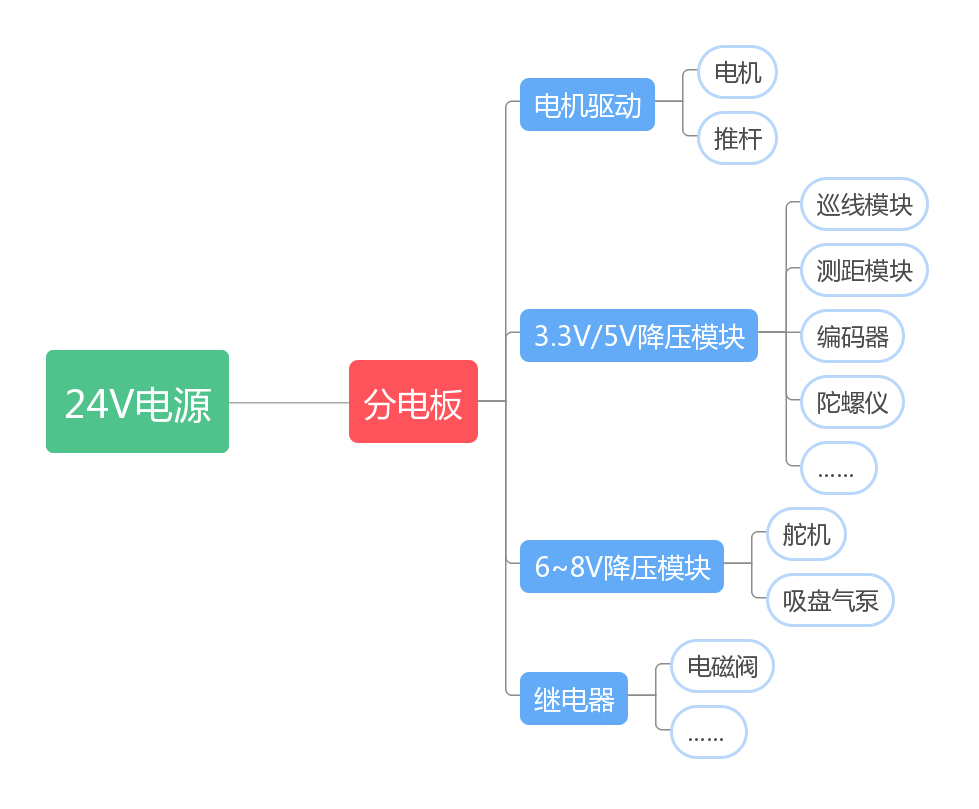 24V电源
分电板
电机驱动
电机
推杆
3.3V/5V降压模块
巡线模块
测距模块
编码器
陀螺仪
……
6~8V降压模块
舵机
吸盘气泵
继电器
电磁阀
……